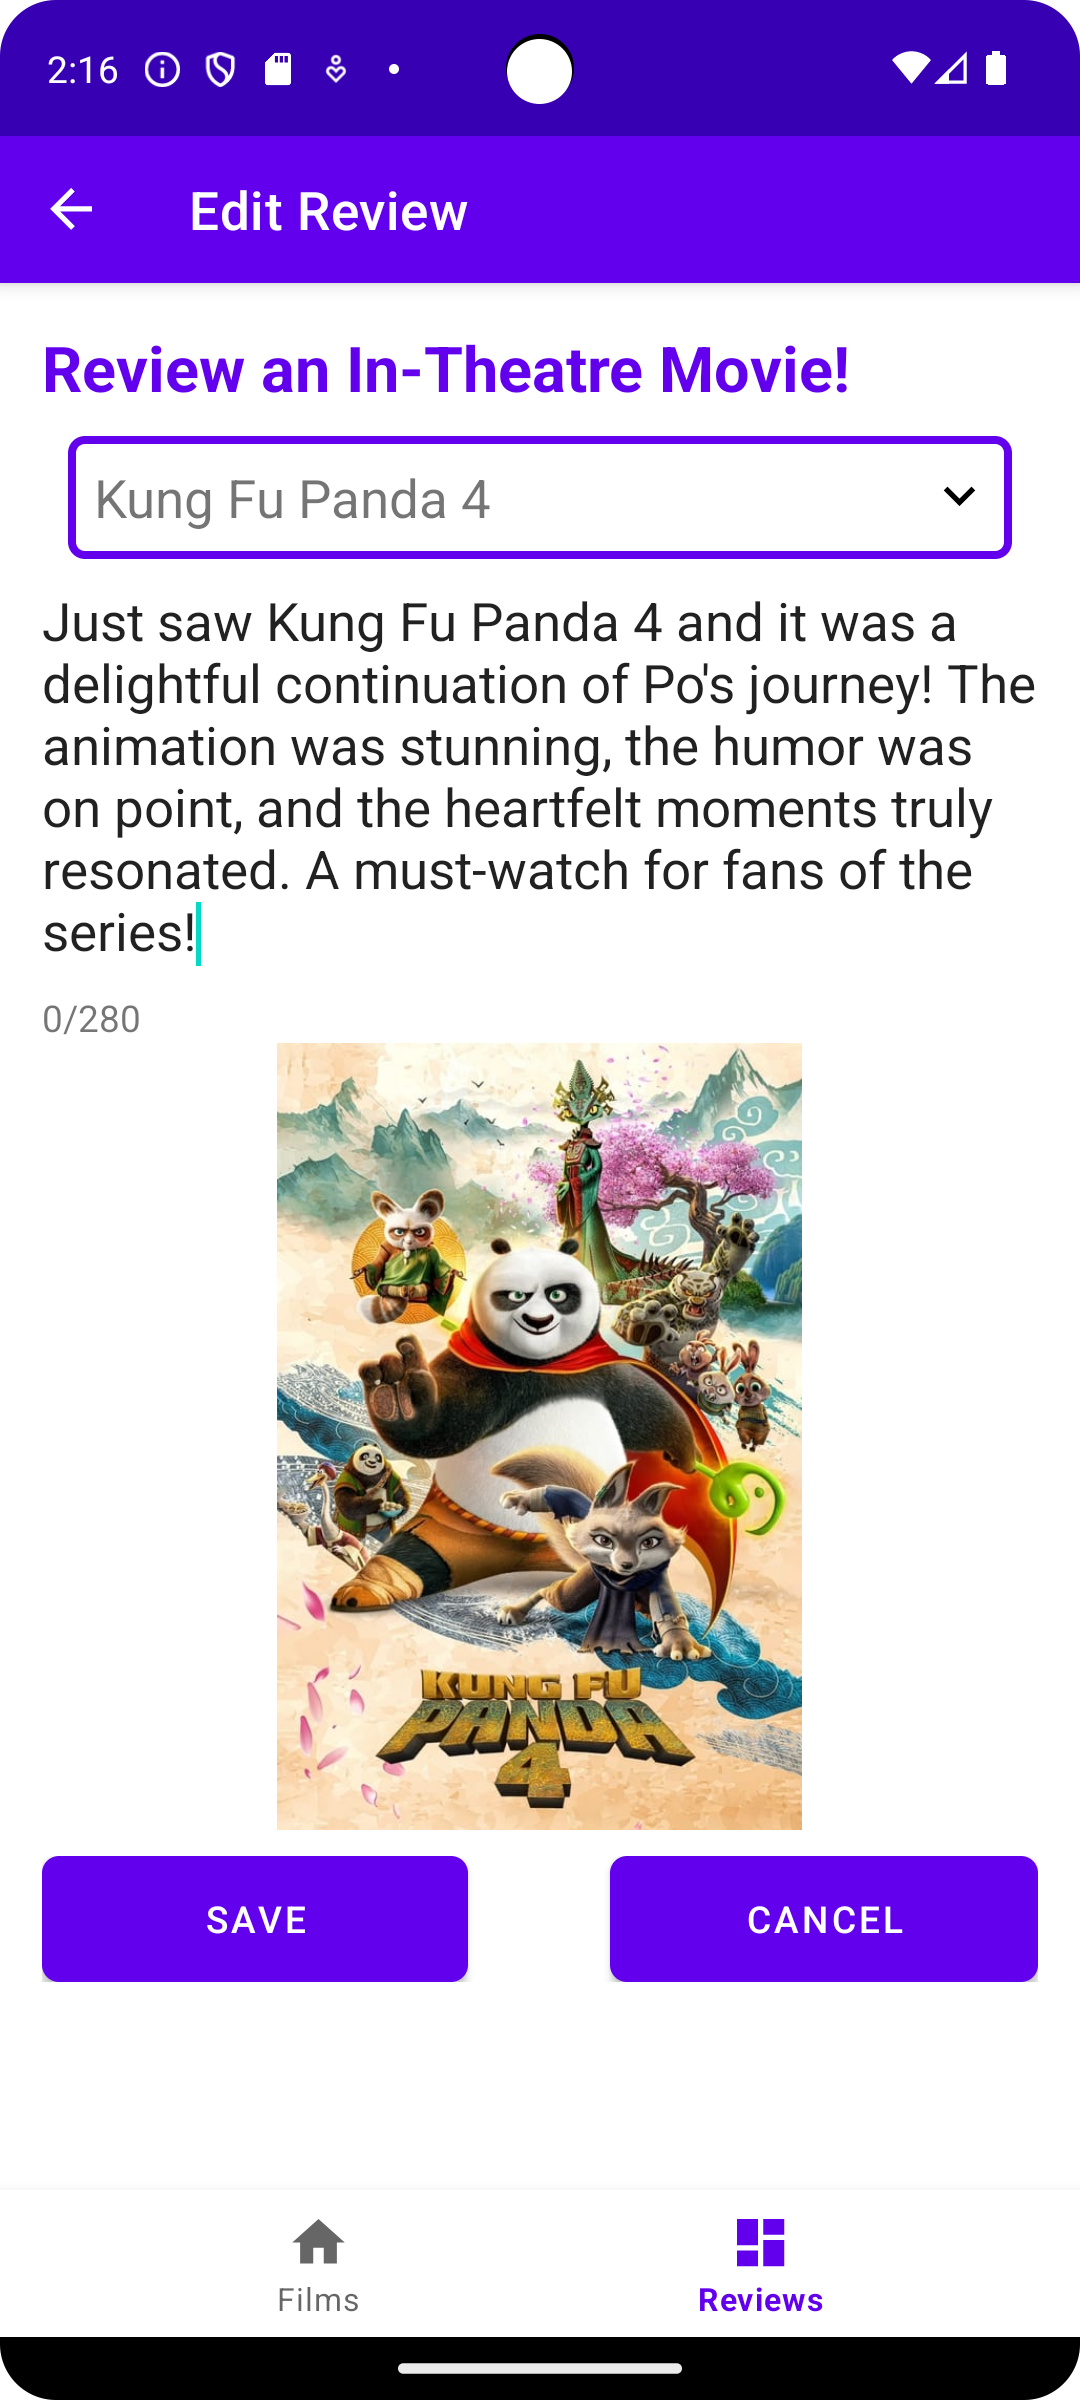 2:16
Edit Review
Review an In-Theatre Movie!
Kung Fu Panda 4
Just saw Kung Fu Panda 4 and it was a
delightful continuation of Po's journey! The
animation was stunning, the humor was
on point, and the heartfelt moments truly
resonated. A must-watch for fans of the
series!
0/280
KUNG FU
PANDA
4
SAVE
CANCEL
Films
Reviews